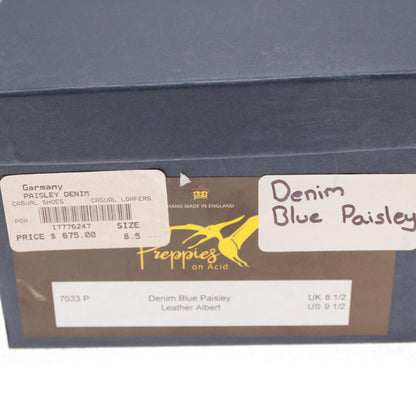 Garmany
PAISLEY DENIM
CASUAL SHOES CASUAL LOAFERS
POA
17776247 SIZE
PRICE $ 675.00 8.5
HAND MADE IN ENGLAND
Preppies
on Acid
Denim
Blue Paisley
7033 P Denim Blue Paisley UK 8 1/2
Leather Albert US 9 1/2